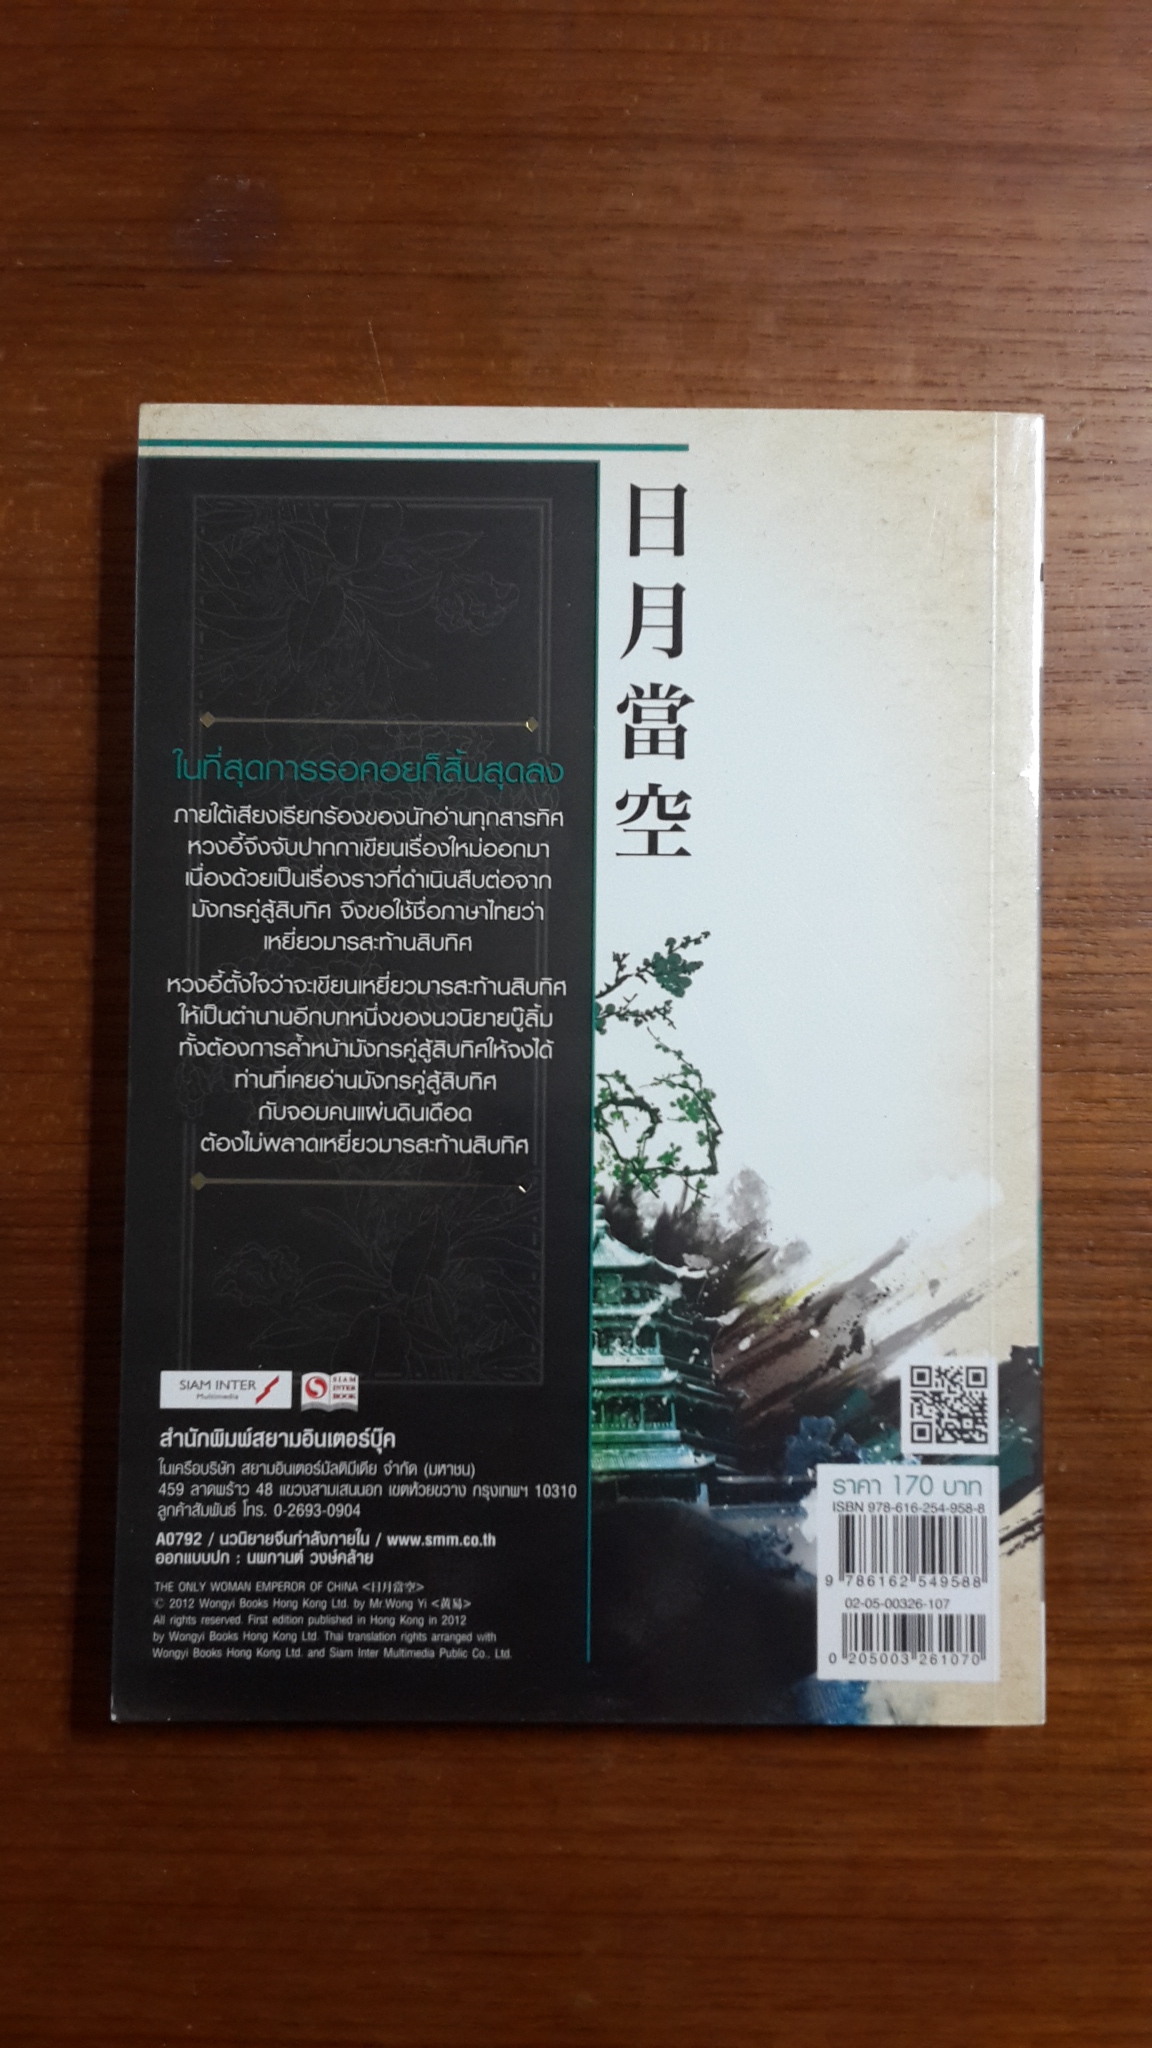 日月當空
ในที่สุดการรอคอยก็สิ้นสุดลง
ภายใต้เสียงเรียกร้องของนักอ่านทุกสารทิศ
หวงอี้จึงจับปากกาเขียนเรื่องใหม่ออกมา
เนื่องด้วยเป็นเรื่องราวที่ดำเนินสืบต่อจาก
มังกรคู่สู้สิบทิศ จึงขอใช้ชื่อภาษาไทยว่า
เหยี่ยวมารสะท้านสิบทิศ
หวงอี้ตั้งใจว่าจะเขียนเหยี่ยวมารสะท้านสิบทิศ
ให้เป็นตำนานอีกบทหนึ่งของนวนิยายบู๊ลิ้ม
ทั้งต้องการล้ำหน้ามังกรคู่สู้สิบทิศให้จงได้
ท่านที่เคยอ่านมังกรคู่สู้สิบทิศ
กับจอมคนแผ่นดินเดือด
ต้องไม่พลาดเหยี่ยวมารสะท้านสิบทิศ
SIAM INTER
Multimedia
SIAM
INTER
BOOK
สำนักพิมพ์สยามอินเตอร์บุ๊ค
ในเครือบริษัท สยามอินเตอร์มัลติมีเดีย จำกัด (มหาชน)
459 ลาดพร้าว 48 แขวงสามเสนนอก เขตห้วยขวาง กรุงเทพฯ 10310
ลูกค้าสัมพันธ์ โทร. 0-2693-0904
A0792 / นวนิยายจีนกำลังภายใน / www.smm.co.th
ออกแบบปก : นพกานต์ วงษ์คล้าย
THE ONLY WOMAN EMPEROR OF CHINA <日月當空>
© 2012 Wongyi Books Hong Kong Ltd. by Mr.Wong Yi <黃易>
All rights reserved. First edition published in Hong Kong in 2012
by Wongyi Books Hong Kong Ltd. Thai translation rights arranged with
Wongyi Books Hong Kong Ltd. and Siam Inter Multimedia Public Co., Ltd.
ราคา 170 บาท
ISBN 978-616-254-958-8
9 786162 549588
02-05-00326-107
0 205003 261070